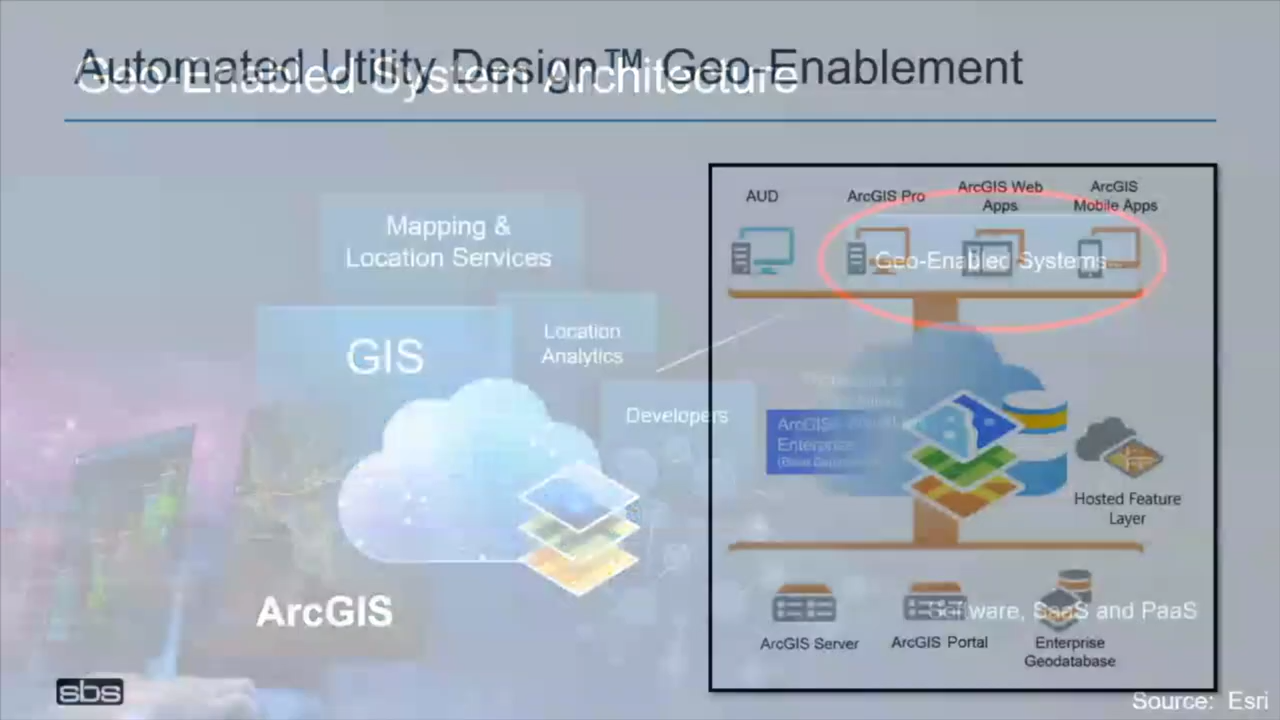 Automated Utility Design™ Geo-Enablement
Geo-Enabled System Architecture
Mapping &
Location Services
GIS
Location
Analytics
Developers
ArcGIS
AUD
ArcGIS Pro
ArcGIS Web
Apps
ArcGIS
Mobile Apps
Geo-Enabled Systems
ArcGIS
Enterprise
Hosted Feature
Layer
ArcGIS Server
ArcGIS Portal
Enterprise
Geodatabase
Software, SaaS and PaaS
sbs
Source: Esri